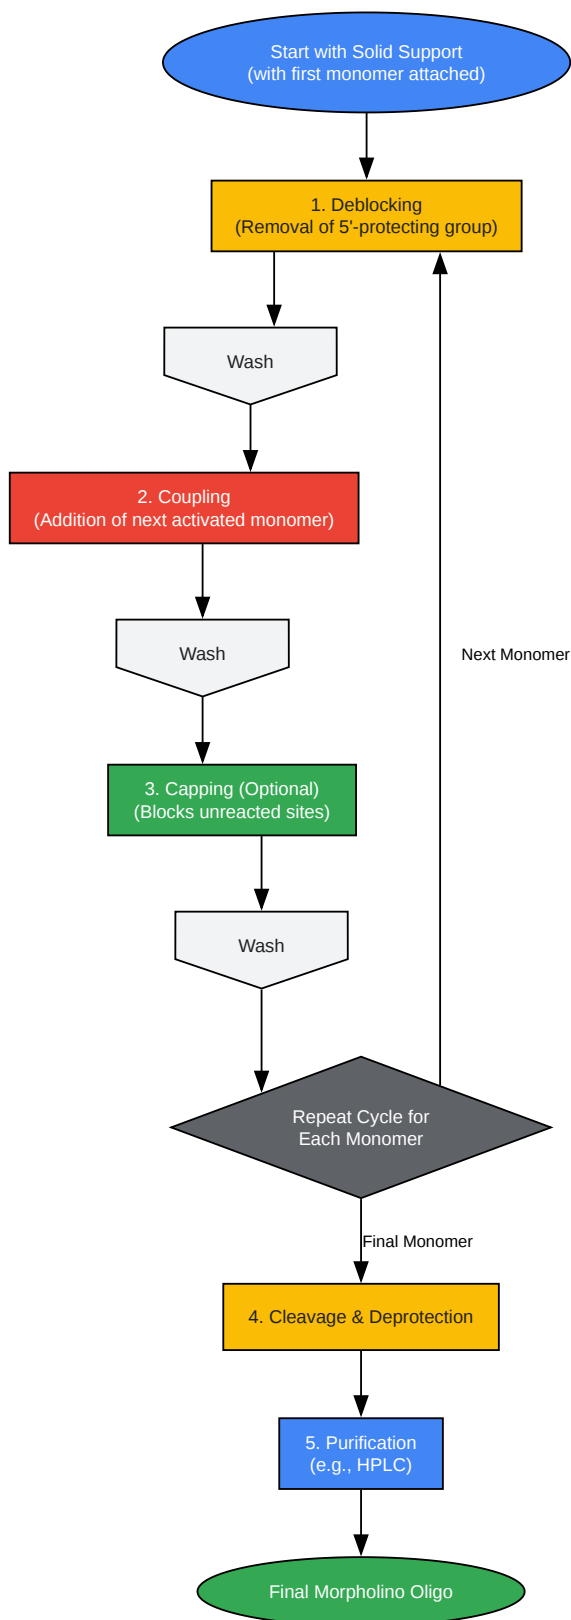 Start with Solid Support
(with first monomer attached)
1. Deblocking
(Removal of 5'-protecting group)
Wash
2. Coupling
(Addition of next activated monomer)
Wash
Next Monomer
3. Capping (Optional)
(Blocks unreacted sites)
Wash
Repeat Cycle for
Each Monomer
Final Monomer
4. Cleavage & Deprotection
5. Purification
(e.g., HPLC)
Final Morpholino Oligo